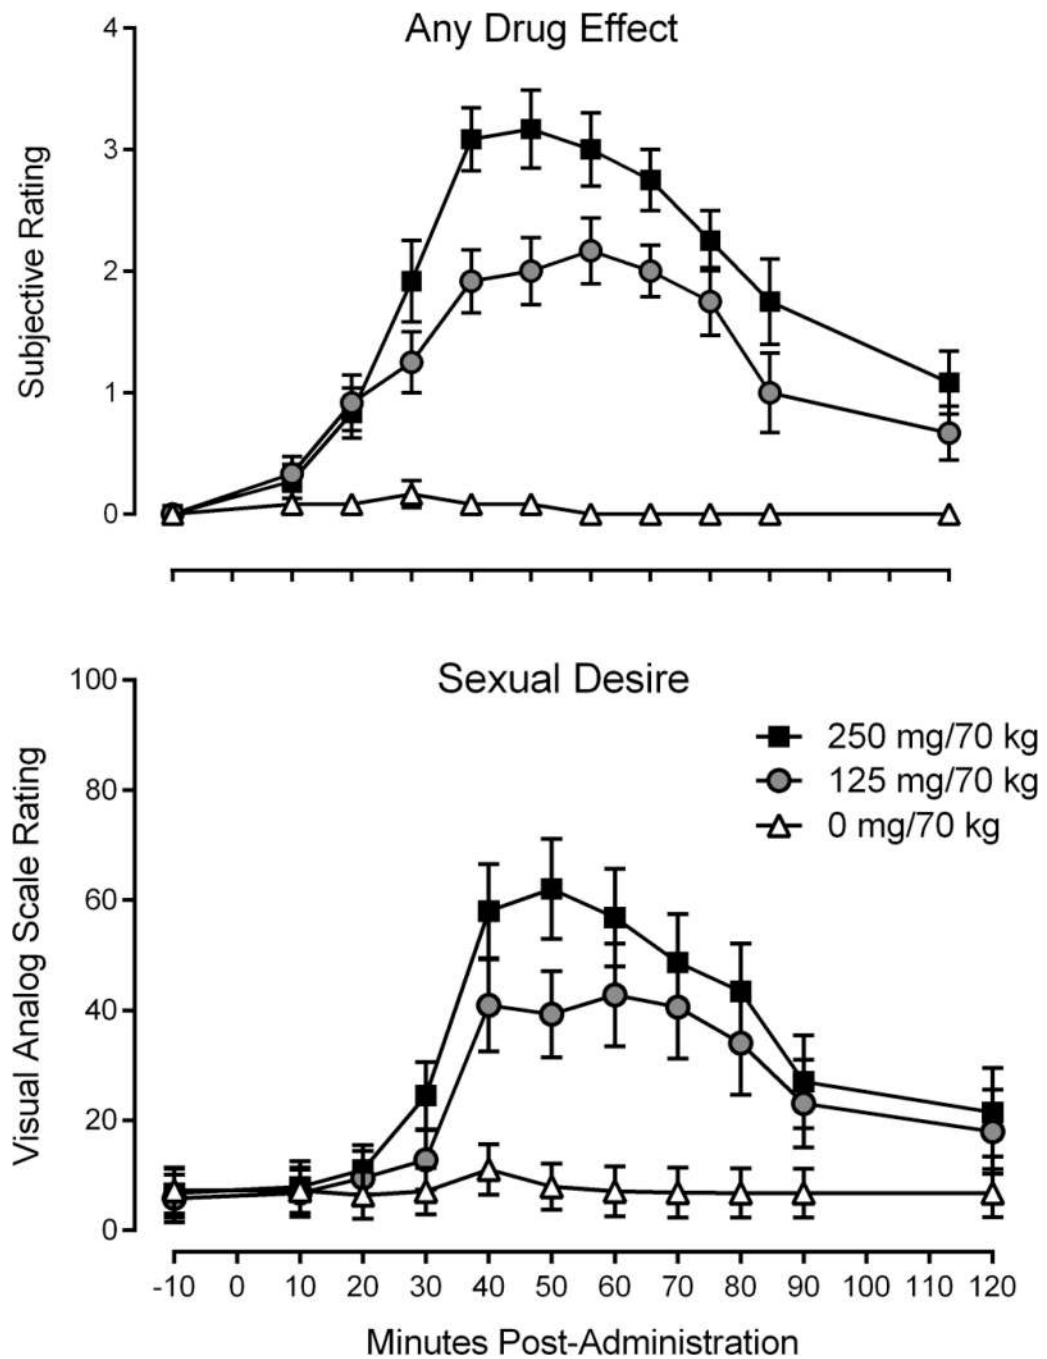 Any Drug Effect
Subjective Rating
4
3
2
1
0
Sexual Desire
Visual Analog Scale Rating
100
80
60
40
20
0
250 mg/70 kg
125 mg/70 kg
0 mg/70 kg
-10 0 10 20 30 40 50 60 70 80 90 100 110 120
Minutes Post-Administration